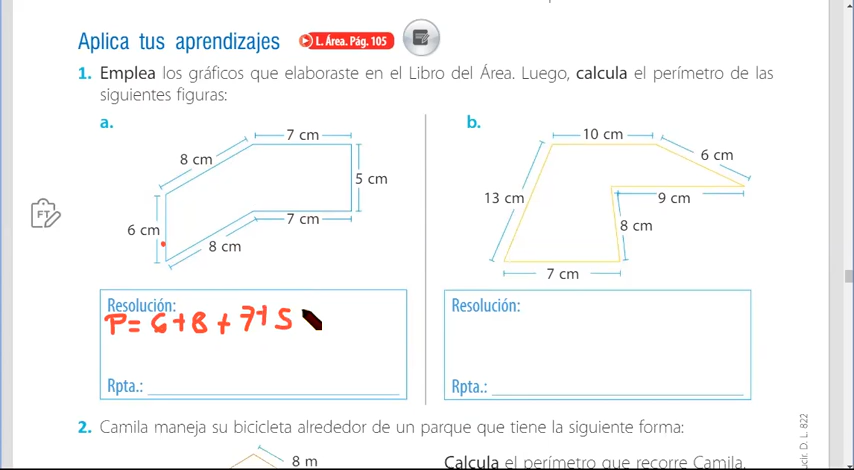 Aplica tus aprendizajes L. Área. Pág. 105
1. Emplea los gráficos que elaboraste en el Libro del Área. Luego, calcula el perímetro de las
siguientes figuras:
a.
7 cm
8 cm
5 cm
7 cm
6 cm
8 cm
b.
10 cm
6 cm
13 cm
9 cm
8 cm
7 cm
FT
Resolución:
P = 6 + 8 + 7 + 5
Rpta.:
Resolución:
Rpta.:
2. Camila maneja su bicicleta alrededor de un parque que tiene la siguiente forma:
8 m
Calcula el perímetro que recorre Camila.
D. L. 822